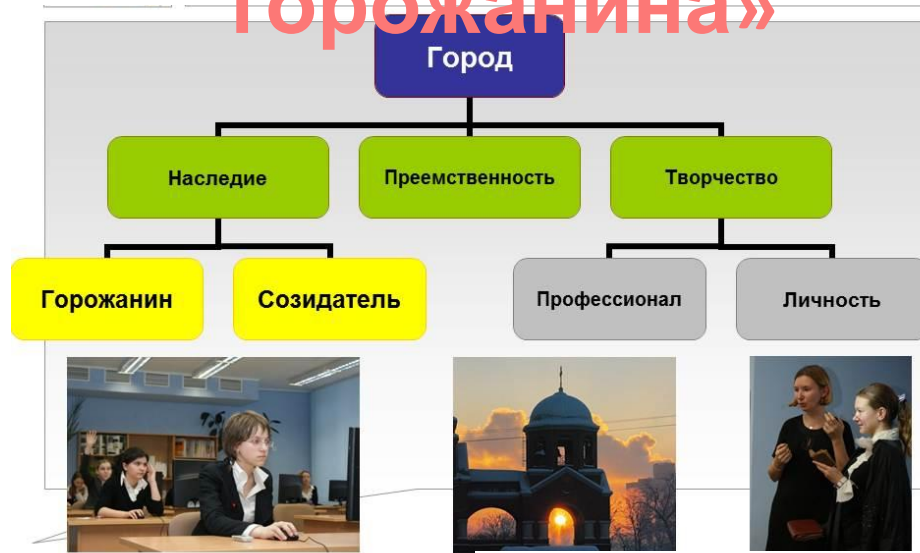 горожанина»
Город
Наследие
Преемственность
Творчество
Горожанин
Созидатель
Профессионал
Личность